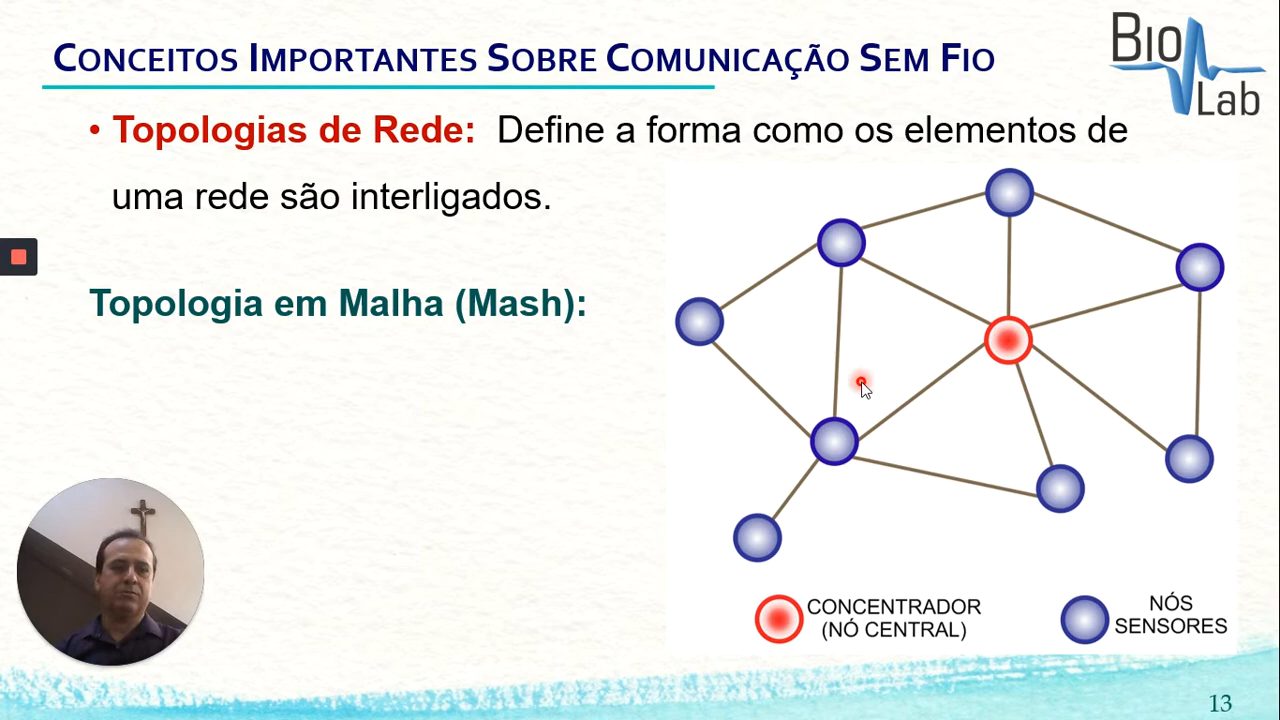 CONCEITOS IMPORTANTES SOBRE COMUNICAÇÃO SEM FIO
Bio
Lab
• Topologias de Rede: Define a forma como os elementos de
uma rede são interligados.
Topologia em Malha (Mash):
CONCENTRADOR
(NÓ CENTRAL)
NÓS
SENSORES
13